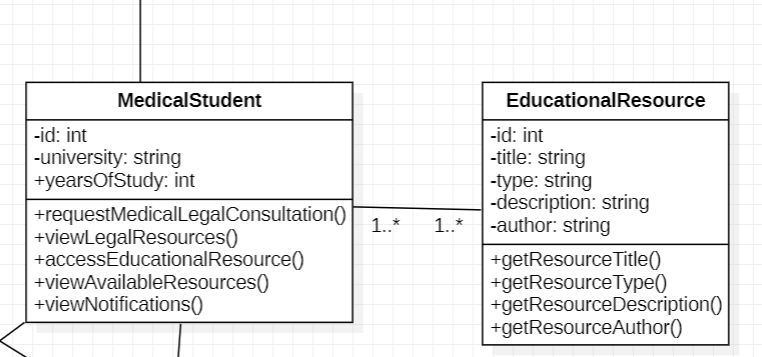 MedicalStudent
-id: int
-university: string
+yearsOfStudy: int
+requestMedicalLegalConsultation()
+viewLegalResources()
+accessEducationalResource()
+viewAvailableResources()
+viewNotifications()
1..* 1..*
EducationalResource
-id: int
-title: string
-type: string
-description: string
-author: string
+getResourceTitle()
+getResourceType()
+getResourceDescription()
+getResourceAuthor()